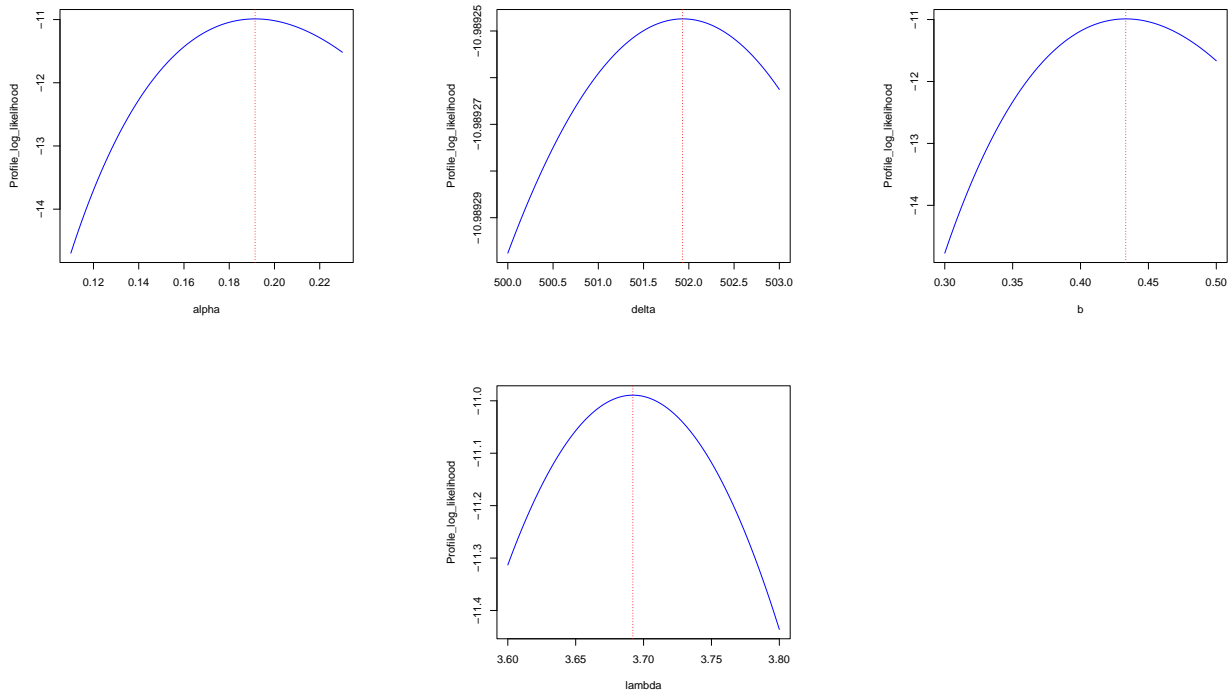 -11
-12
-13
-14
Profile_log_likelihood
0.12 0.14 0.16 0.18 0.20 0.22
alpha
-10.98925
-10.98927
-10.98929
Profile_log_likelihood
500.0 500.5 501.0 501.5 502.0 502.5 503.0
delta
-11
-12
-13
-14
Profile_log_likelihood
0.30 0.35 0.40 0.45 0.50
b
-11.0
-11.1
-11.2
-11.3
-11.4
Profile_log_likelihood
3.60 3.65 3.70 3.75 3.80
lambda